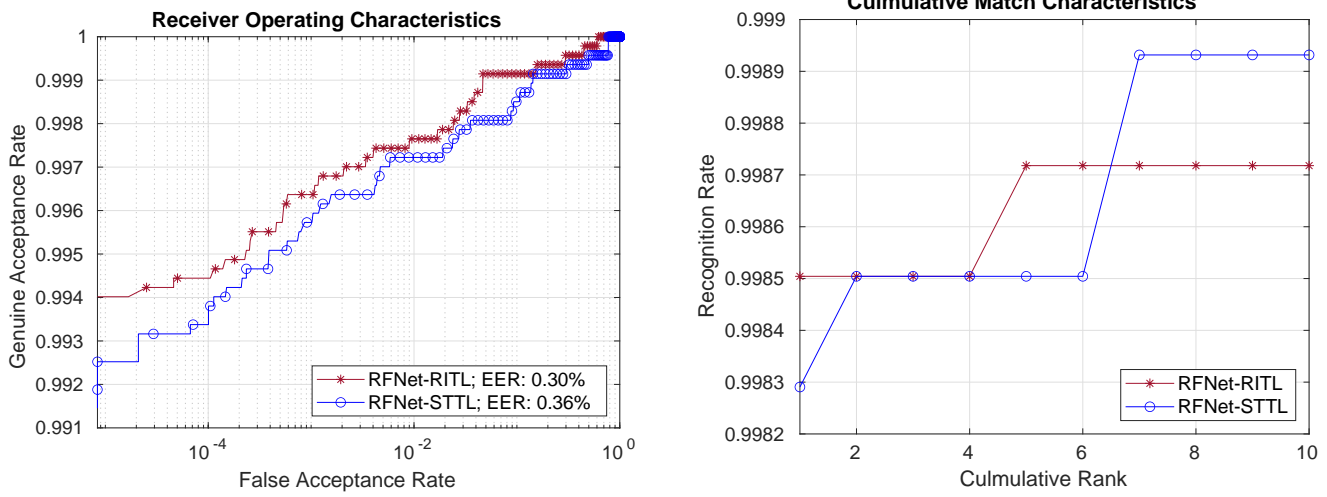 Receiver Operating Characteristics
1
0.999
0.998
0.997
0.996
0.995
0.994
0.993
0.992
0.991
Genuine Acceptance Rate
10-4
10-2
100
False Acceptance Rate
RFNet-RITL; EER: 0.30%
RFNet-STTL; EER: 0.36%
Culmulative Match Characteristics
0.999
0.9989
0.9988
0.9987
0.9986
0.9985
0.9984
0.9983
0.9982
Recognition Rate
2
4
6
8
10
Culmulative Rank
RFNet-RITL
RFNet-STTL